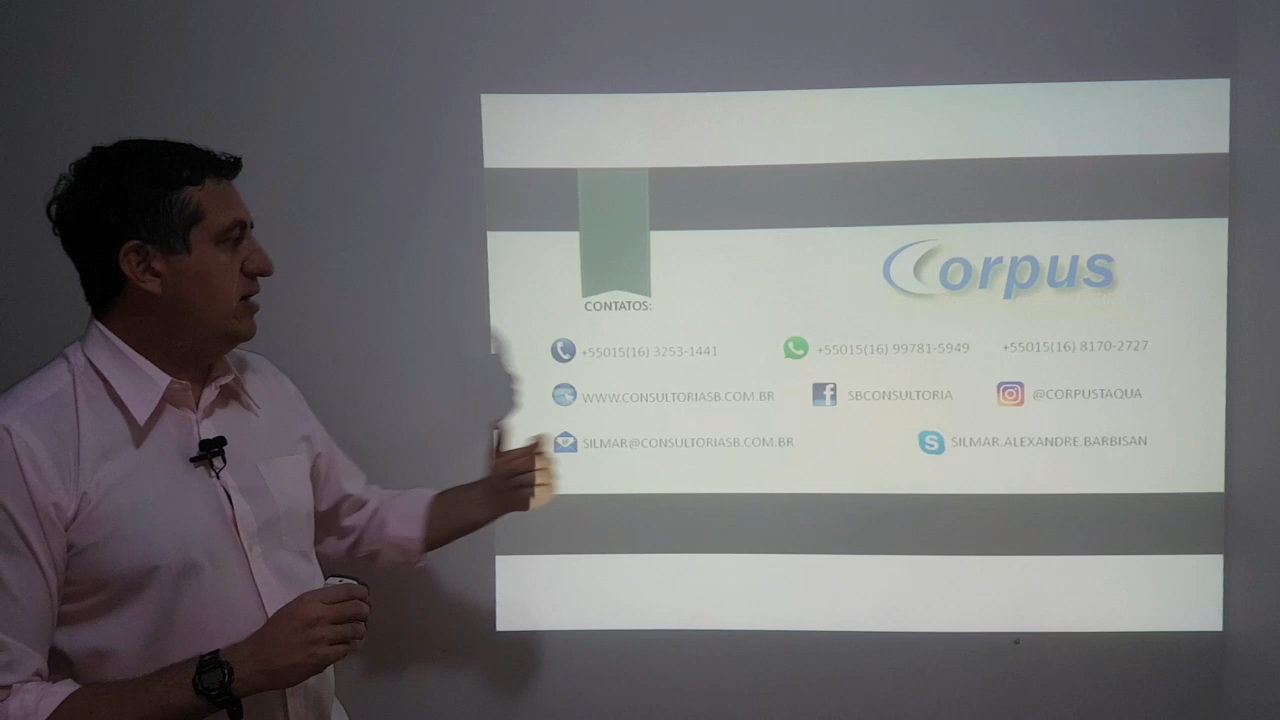 Corpus
CONTATOS:
+55015(16) 3253-1441
+55015(16) 99781-5949
+55015(16) 8170-2727
WWW.CONSULTORIASB.COM.BR
SBCONSULTORIA
@CORPUSTAQUA
SILMAR@CONSULTORIASB.COM.BR
SILMAR.ALEXANDRE.BARBISAN